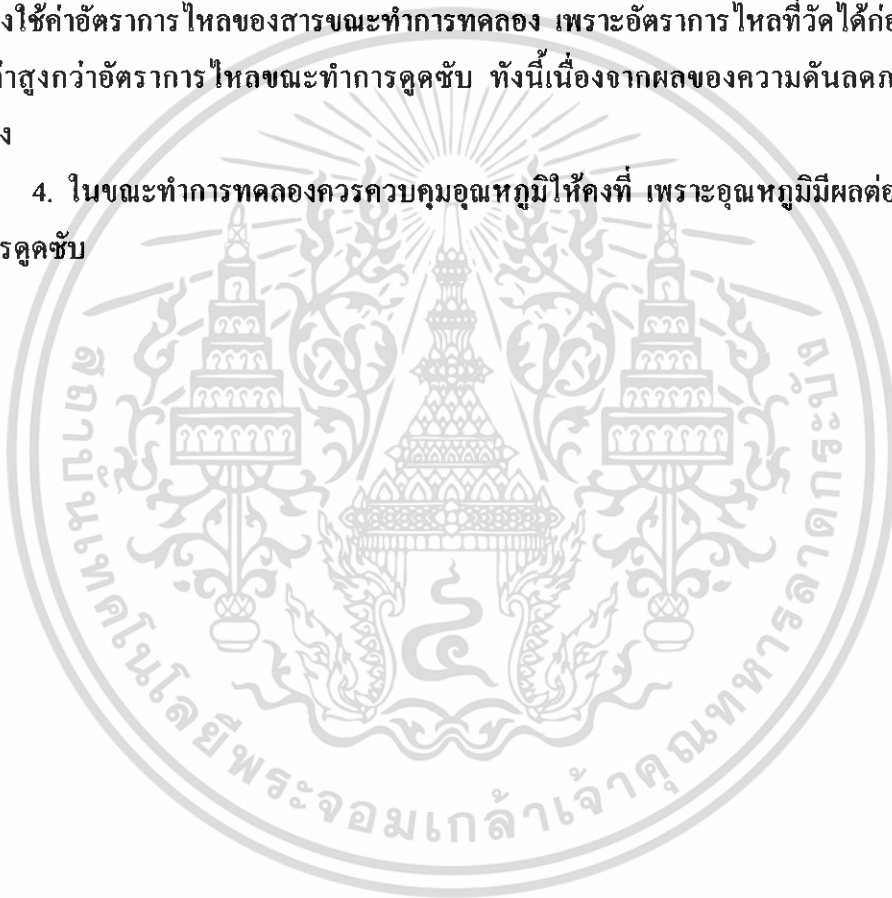 งใช้ค่าอัตราการไหลของสารขณะทำการทดลอง เพราะอัตราการไหลที่วัดได้ก่อ
ค่าสูงกว่าอัตราการไหลขณะทำการดูดซับ ทั้งนี้เนื่องจากผลของความดันลดภ
ง
4. ในขณะทำการทดลองควรควบคุมอุณหภูมิให้คงที่ เพราะอุณหภูมิมีผลต่อ
รดูดซับ
สถาบันเทคโนโลยีพระจอมเกล้าเจ้าคุณทหารลาดกระบัง